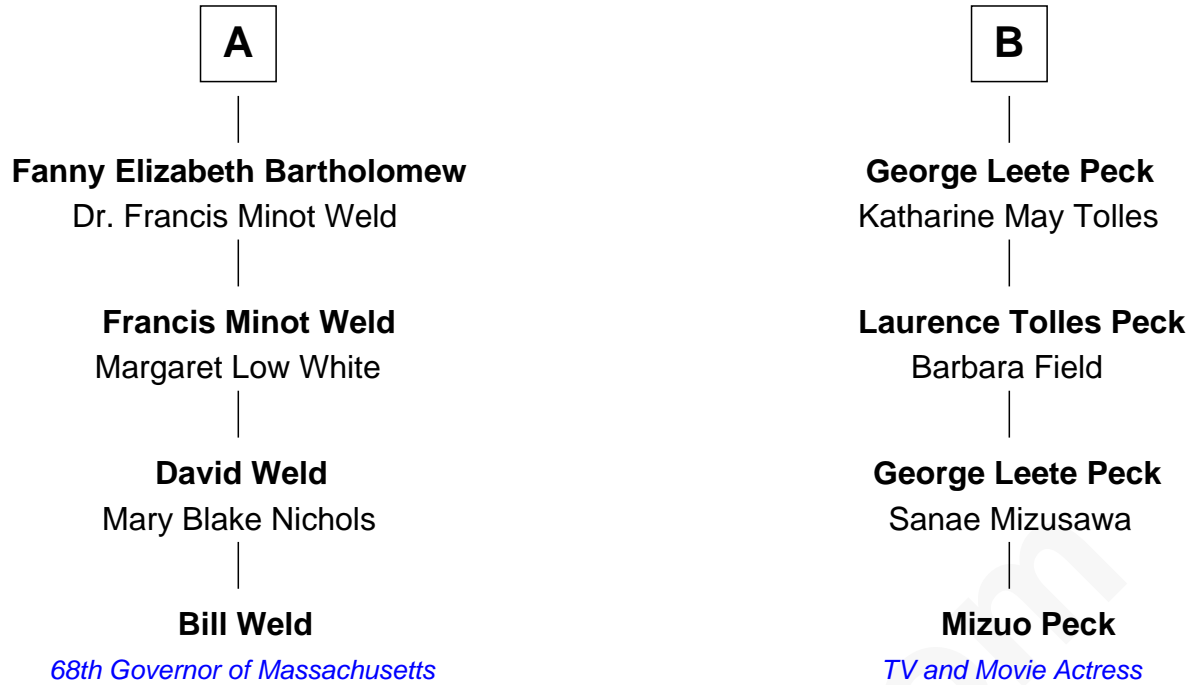 A
Fanny Elizabeth Bartholomew
Dr. Francis Minot Weld
Francis Minot Weld
Margaret Low White
David Weld
Mary Blake Nichols
Bill Weld
68th Governor of Massachusetts
B
George Leete Peck
Katharine May Tolles
Laurence Tolles Peck
Barbara Field
George Leete Peck
Sanae Mizusawa
Mizuo Peck
TV and Movie Actress